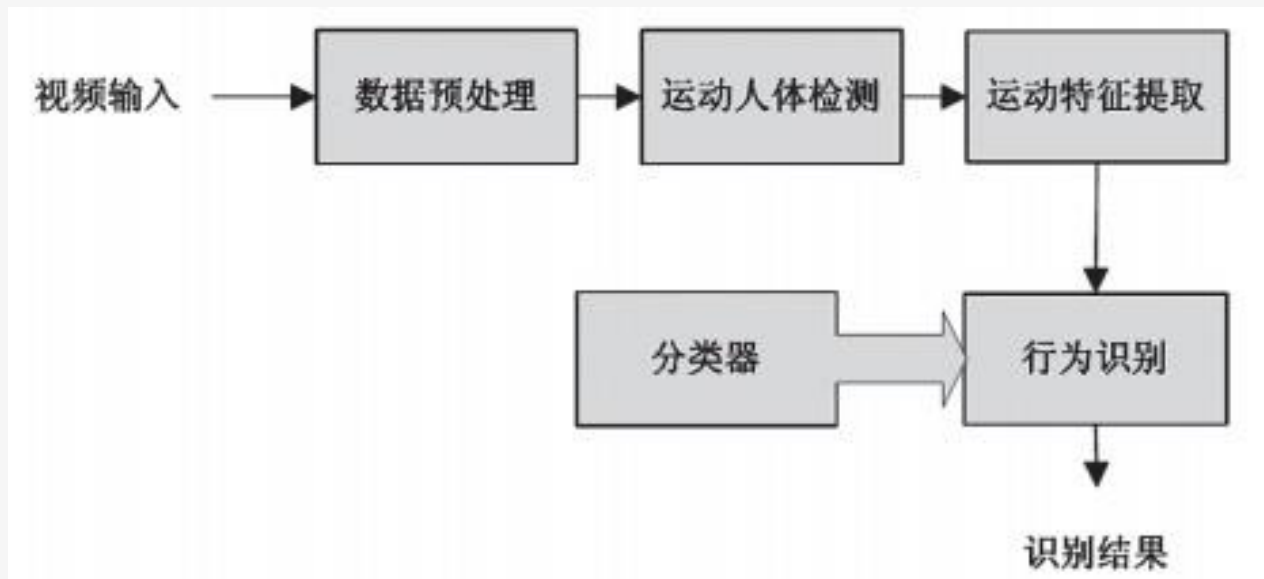 视频输入
数据预处理
运动人体检测
运动特征提取
分类器
行为识别
识别结果